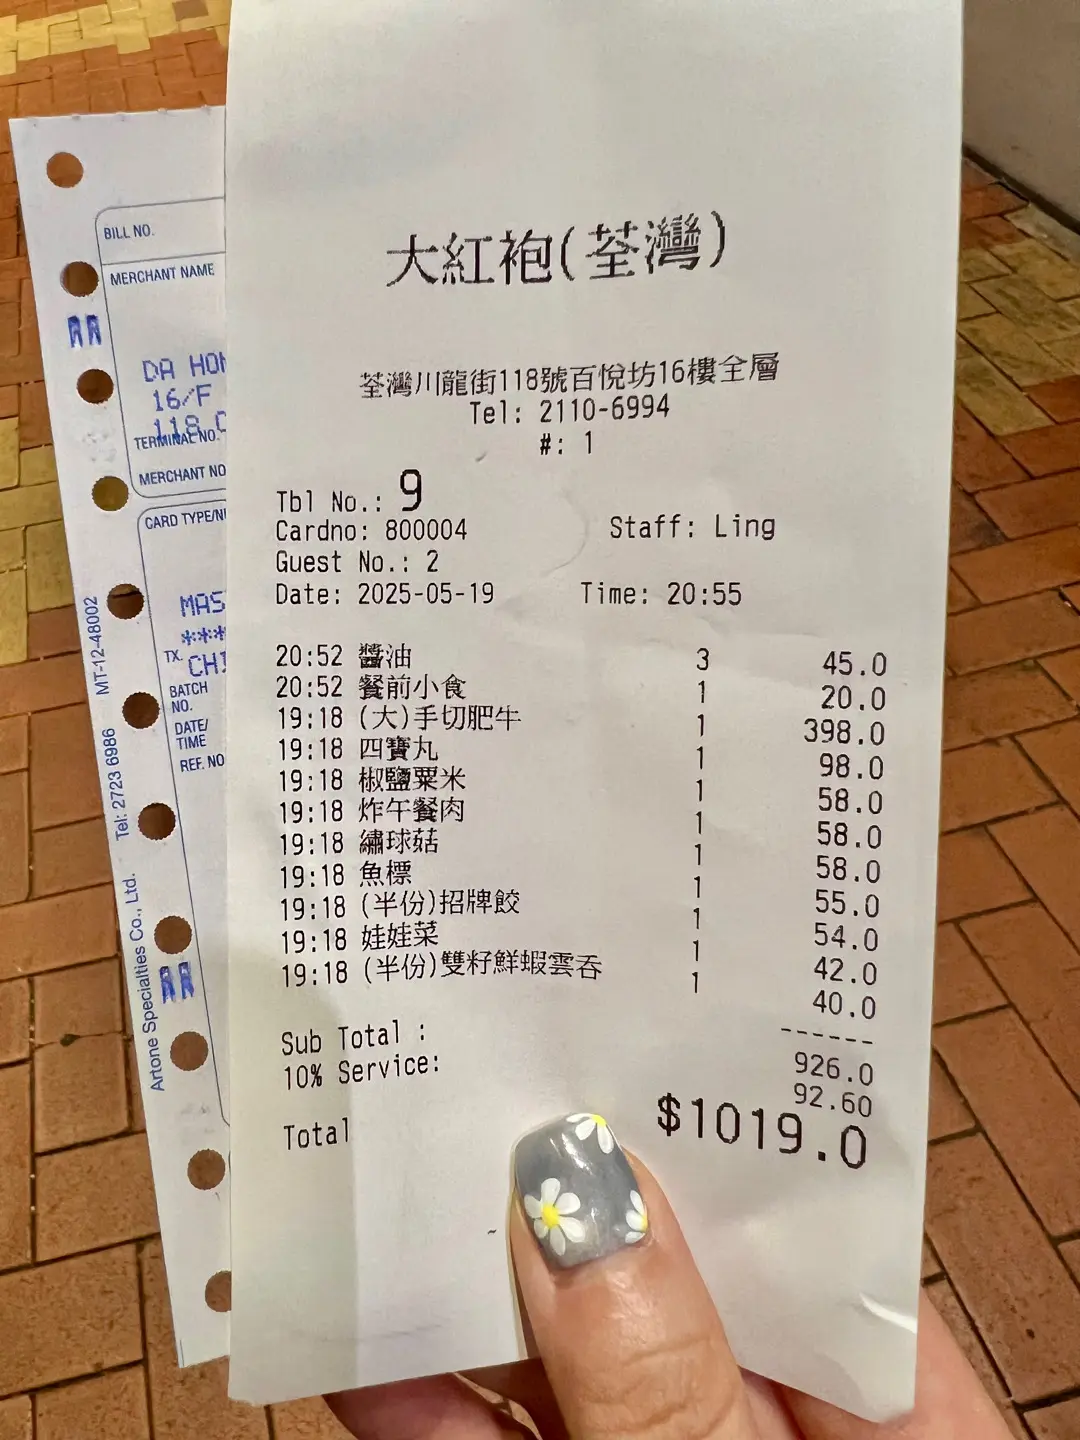 大紅袍(荃灣)
荃灣川龍街118號百悅坊16樓全層
Tel: 2110-6994
#: 1
Tbl No.: 9
Cardno: 800004 Staff: Ling
Guest No.: 2
Date: 2025-05-19 Time: 20:55
20:52 醬油 3 45.0
20:52 餐前小食 1 20.0
19:18 (大)手切肥牛 1 398.0
19:18 四寶丸 1 98.0
19:18 椒鹽粟米 1 58.0
19:18 炸午餐肉 1 58.0
19:18 繡球菇 1 58.0
19:18 魚標 1 55.0
19:18 (半份)招牌餃 1 54.0
19:18 娃娃菜 1 42.0
19:18 (半份)雙籽鮮蝦雲吞 1 40.0
------
Sub Total : 926.0
10% Service: 92.60
Total $1019.0
BILL NO.
MERCHANT NAME
DA HON
16/F
118 C
TERMINAL NO.
MERCHANT NO
CARD TYPE/N
MAS
***
TX. CHI
BATCH
NO.
DATE/
TIME
REF. NO
Artone Specialties Co., Ltd. Tel: 2723 6986 MT-12-48002